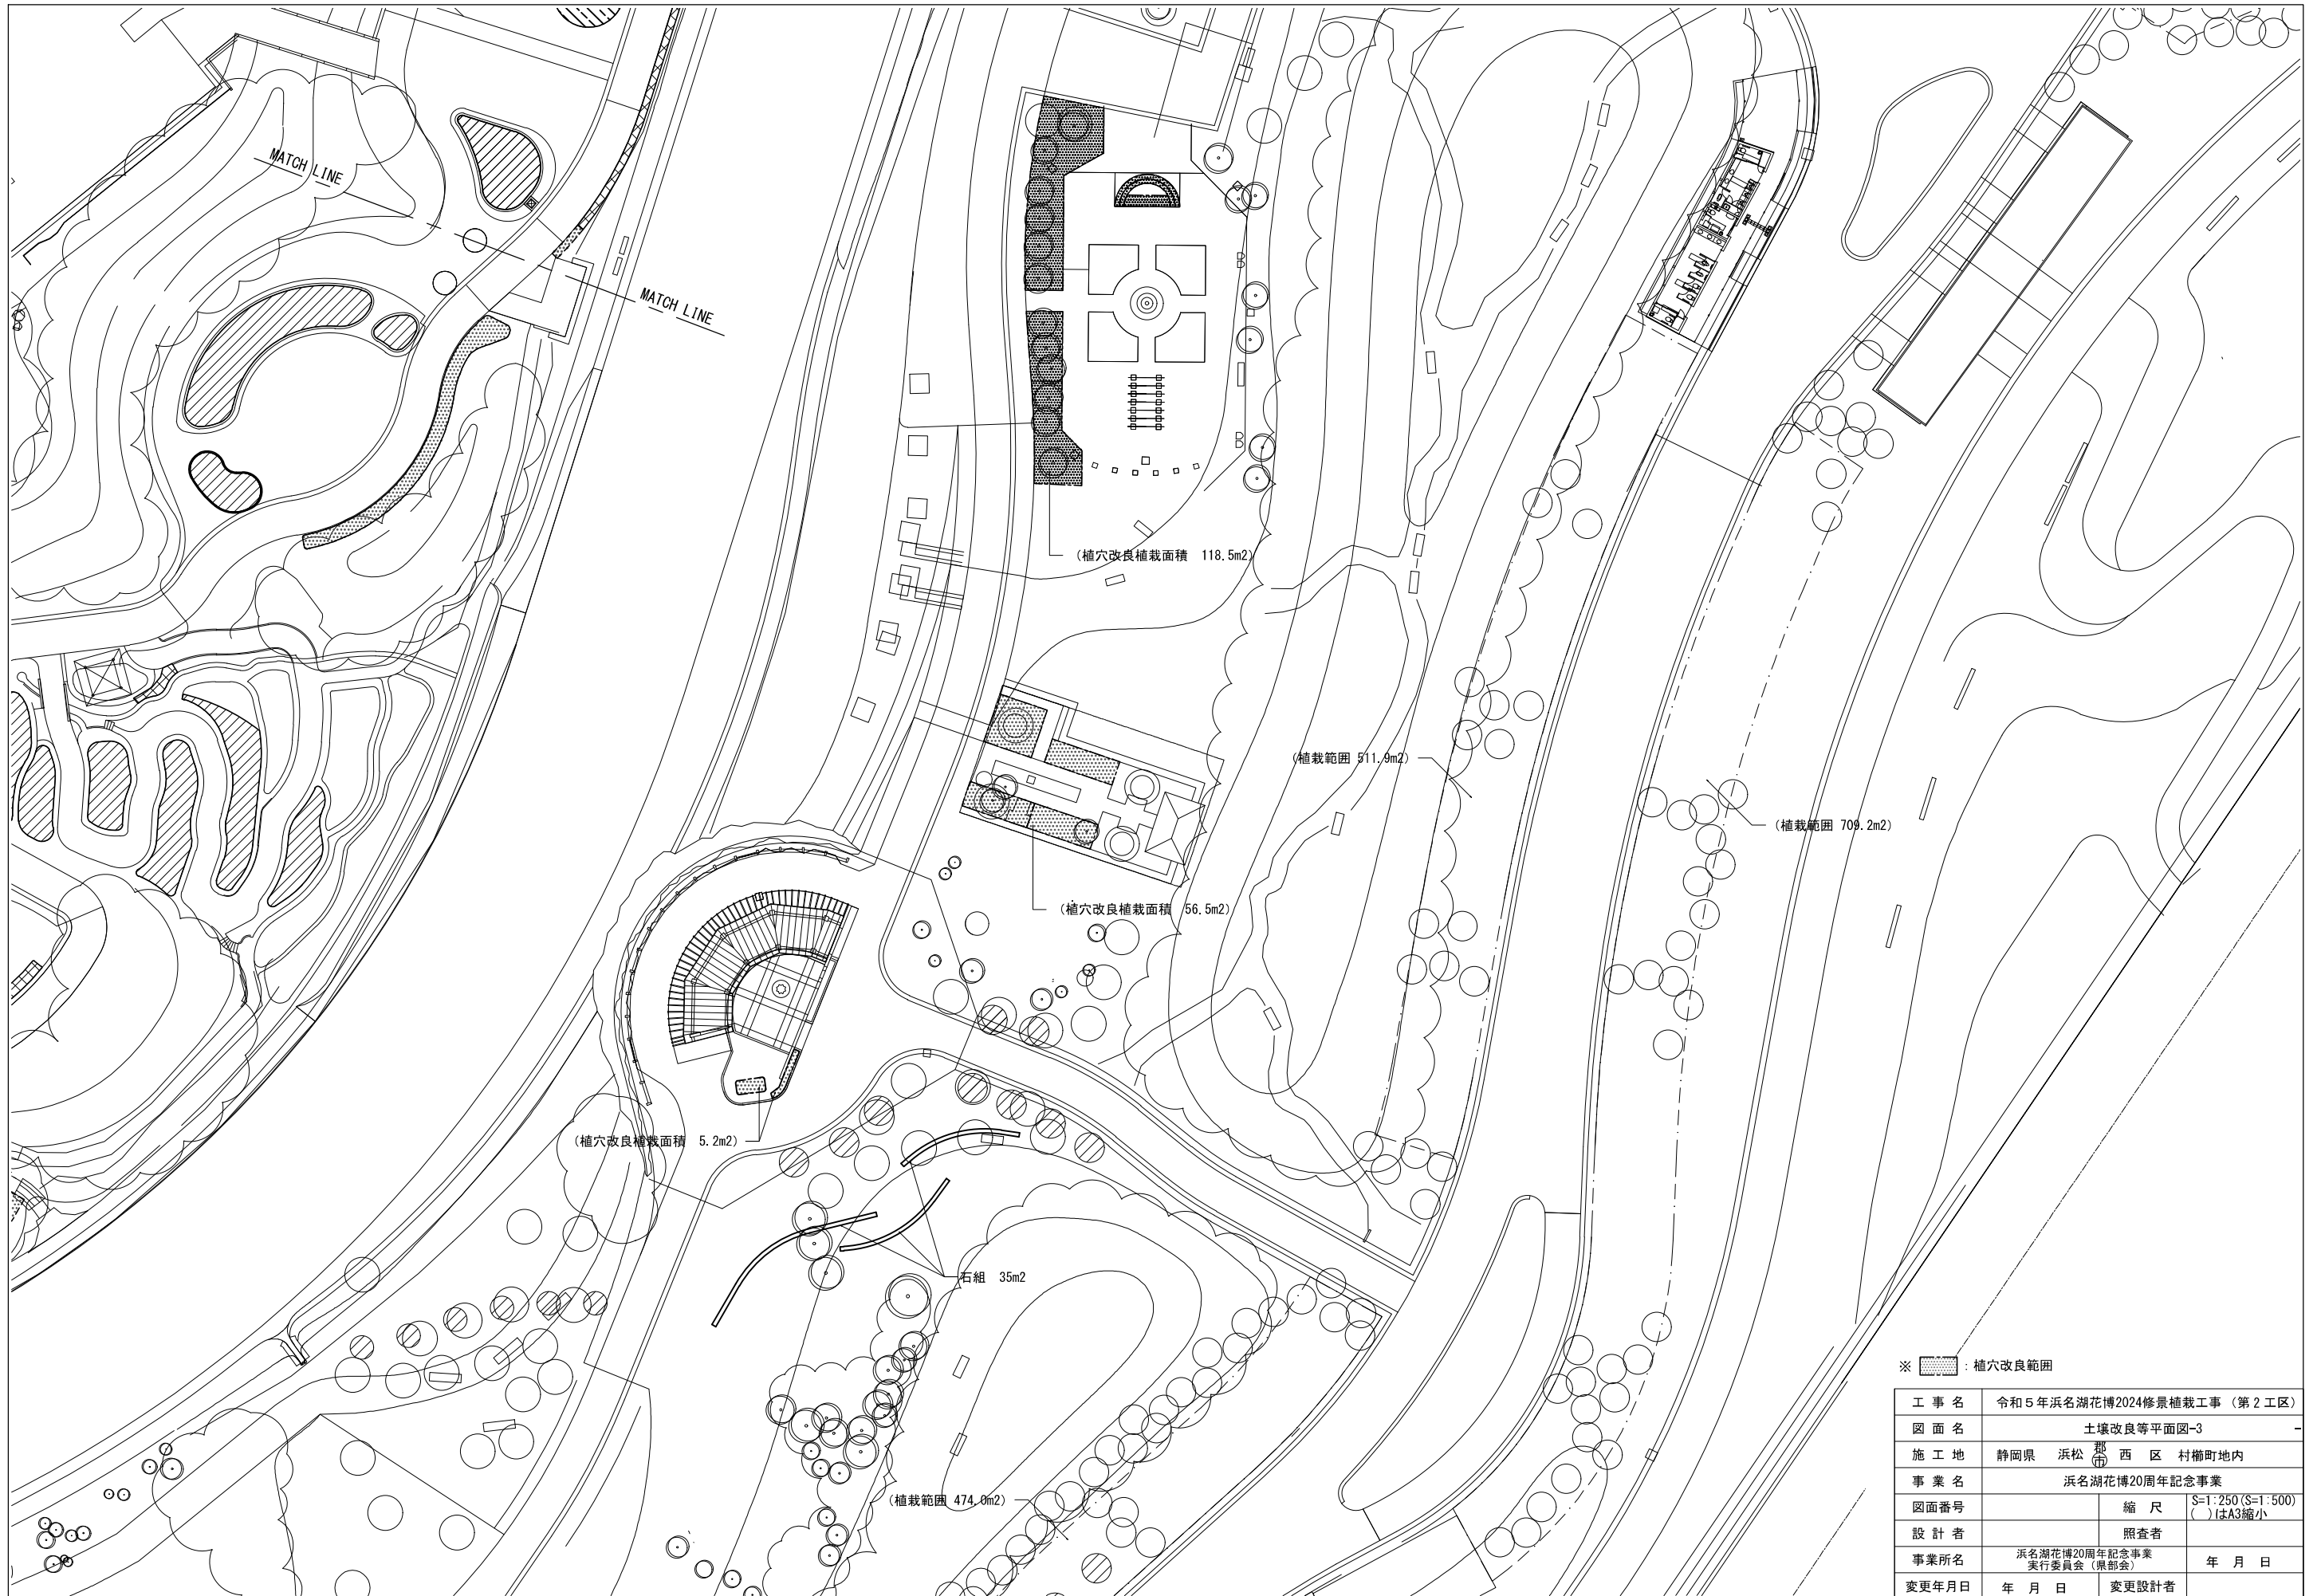 MATCH LINE
MATCH LINE
(植穴改良植栽面積　118.5m2)
(植栽範囲 511.9m2)
(植栽範囲 709.2m2)
(植穴改良植栽面積　56.5m2)
(植穴改良植栽面積　5.2m2)
石組　35m2
(植栽範囲 474.0m2)
※ : 植穴改良範囲
工 事 名 令和５年浜名湖花博2024修景植栽工事（第２工区）
図 面 名 土壌改良等平面図-3 -
施 工 地 静岡県　浜松 郡 市 西　区　村櫛町地内
事 業 名 浜名湖花博20周年記念事業
図面番号 縮　尺 S=1:250(S=1:500)
(　)はA3縮小
設 計 者 照査者
事業所名 浜名湖花博20周年記念事業
実行委員会（県部会） 年　月　日
変更年月日 年　月　日 変更設計者